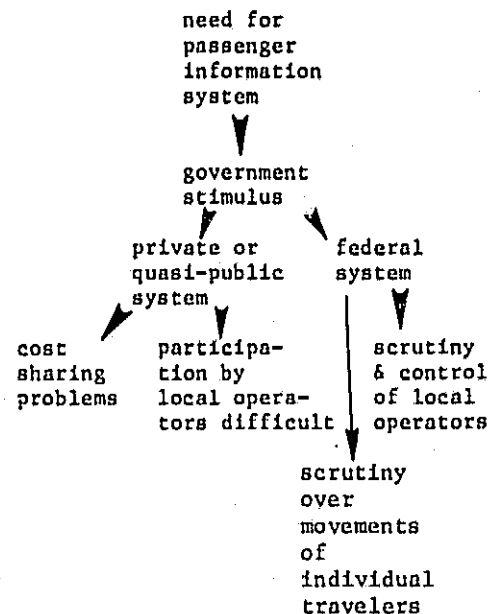 need for
passenger
information
system
government
stimulus
private or
quasi-public
system
federal
system
cost
sharing
problems
participa-
tion by
local opera-
tors difficult
scrutiny
& control
of local
operators
scrutiny
over
movements
of
individual
travelers